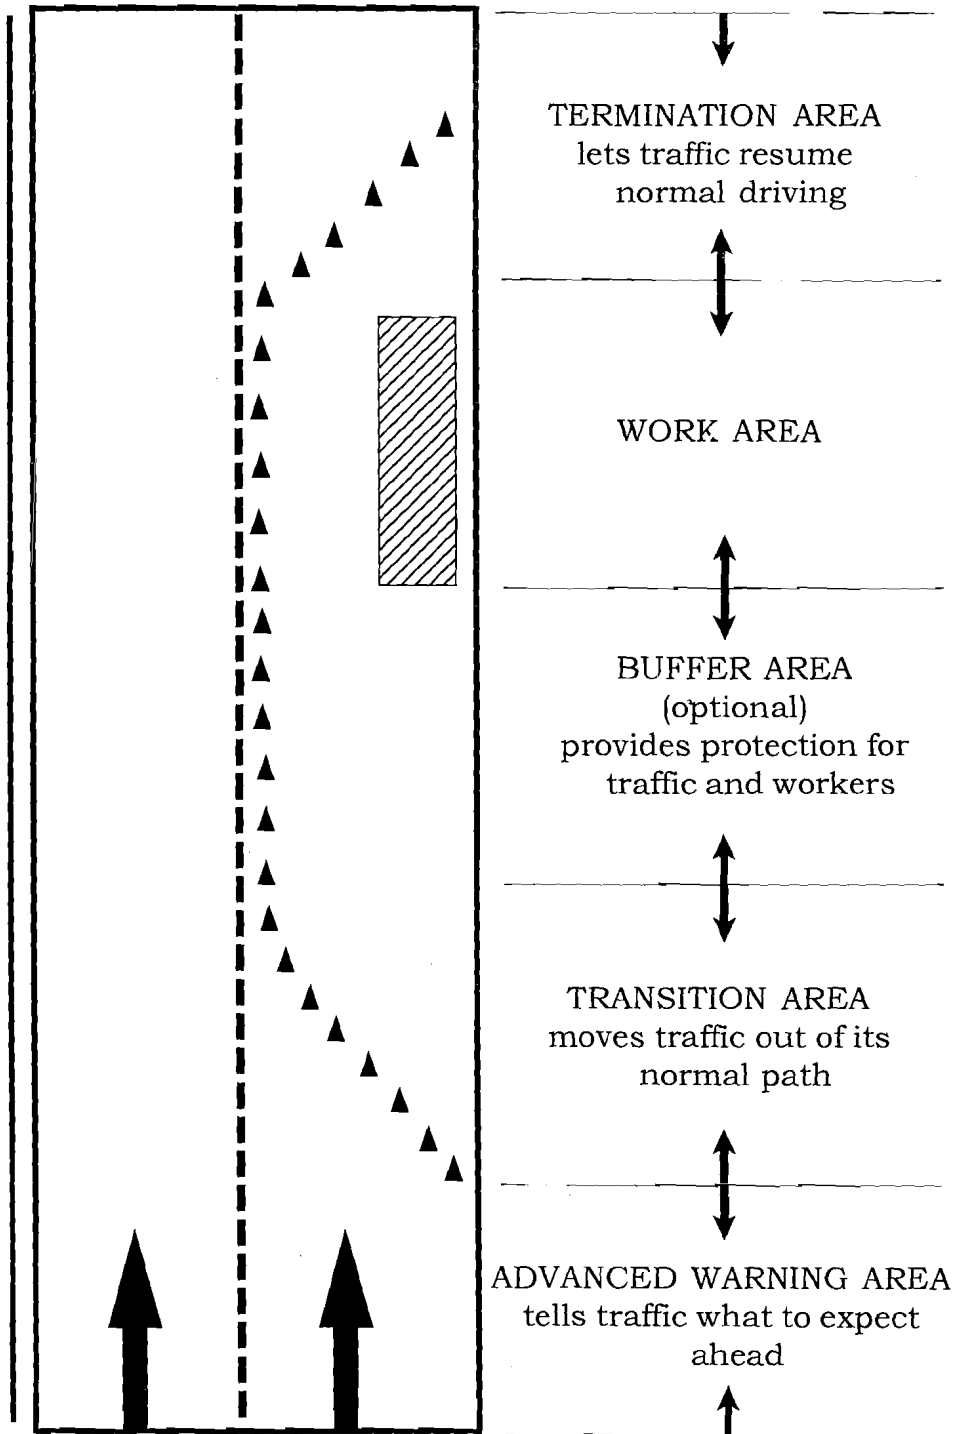 TERMINATION AREA
lets traffic resume
normal driving
WORK AREA
BUFFER AREA
(optional)
provides protection for
traffic and workers
TRANSITION AREA
moves traffic out of its
normal path
ADVANCED WARNING AREA
tells traffic what to expect
ahead